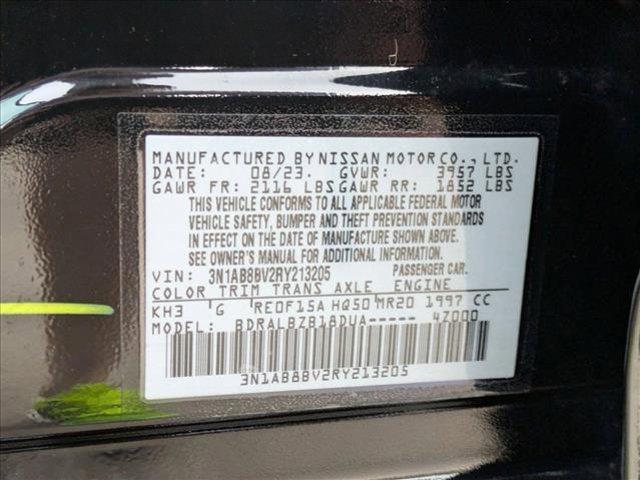 MANUFACTURED BY NISSAN MOTOR CO., LTD.
DATE: 08/23. GVWR: 3957 LBS
GAWR FR: 2116 LBS GAWR RR: 1852 LBS
THIS VEHICLE CONFORMS TO ALL APPLICABLE FEDERAL MOTOR
VEHICLE SAFETY, BUMPER AND THEFT PREVENTION STANDARDS
IN EFFECT ON THE DATE OF MANUFACTURE SHOWN ABOVE.
SEE OWNER'S MANUAL FOR ADDITIONAL INFORMATION.
VIN: 3N1AB8BV2RY213205 PASSENGER CAR.
COLOR TRIM TRANS AXLE ENGINE
KH3 G RE0F15A HQ50 MR20 1997 CC
MODEL: BDRALBZB18DUA----- 4Z000
3N1AB8BV2RY213205